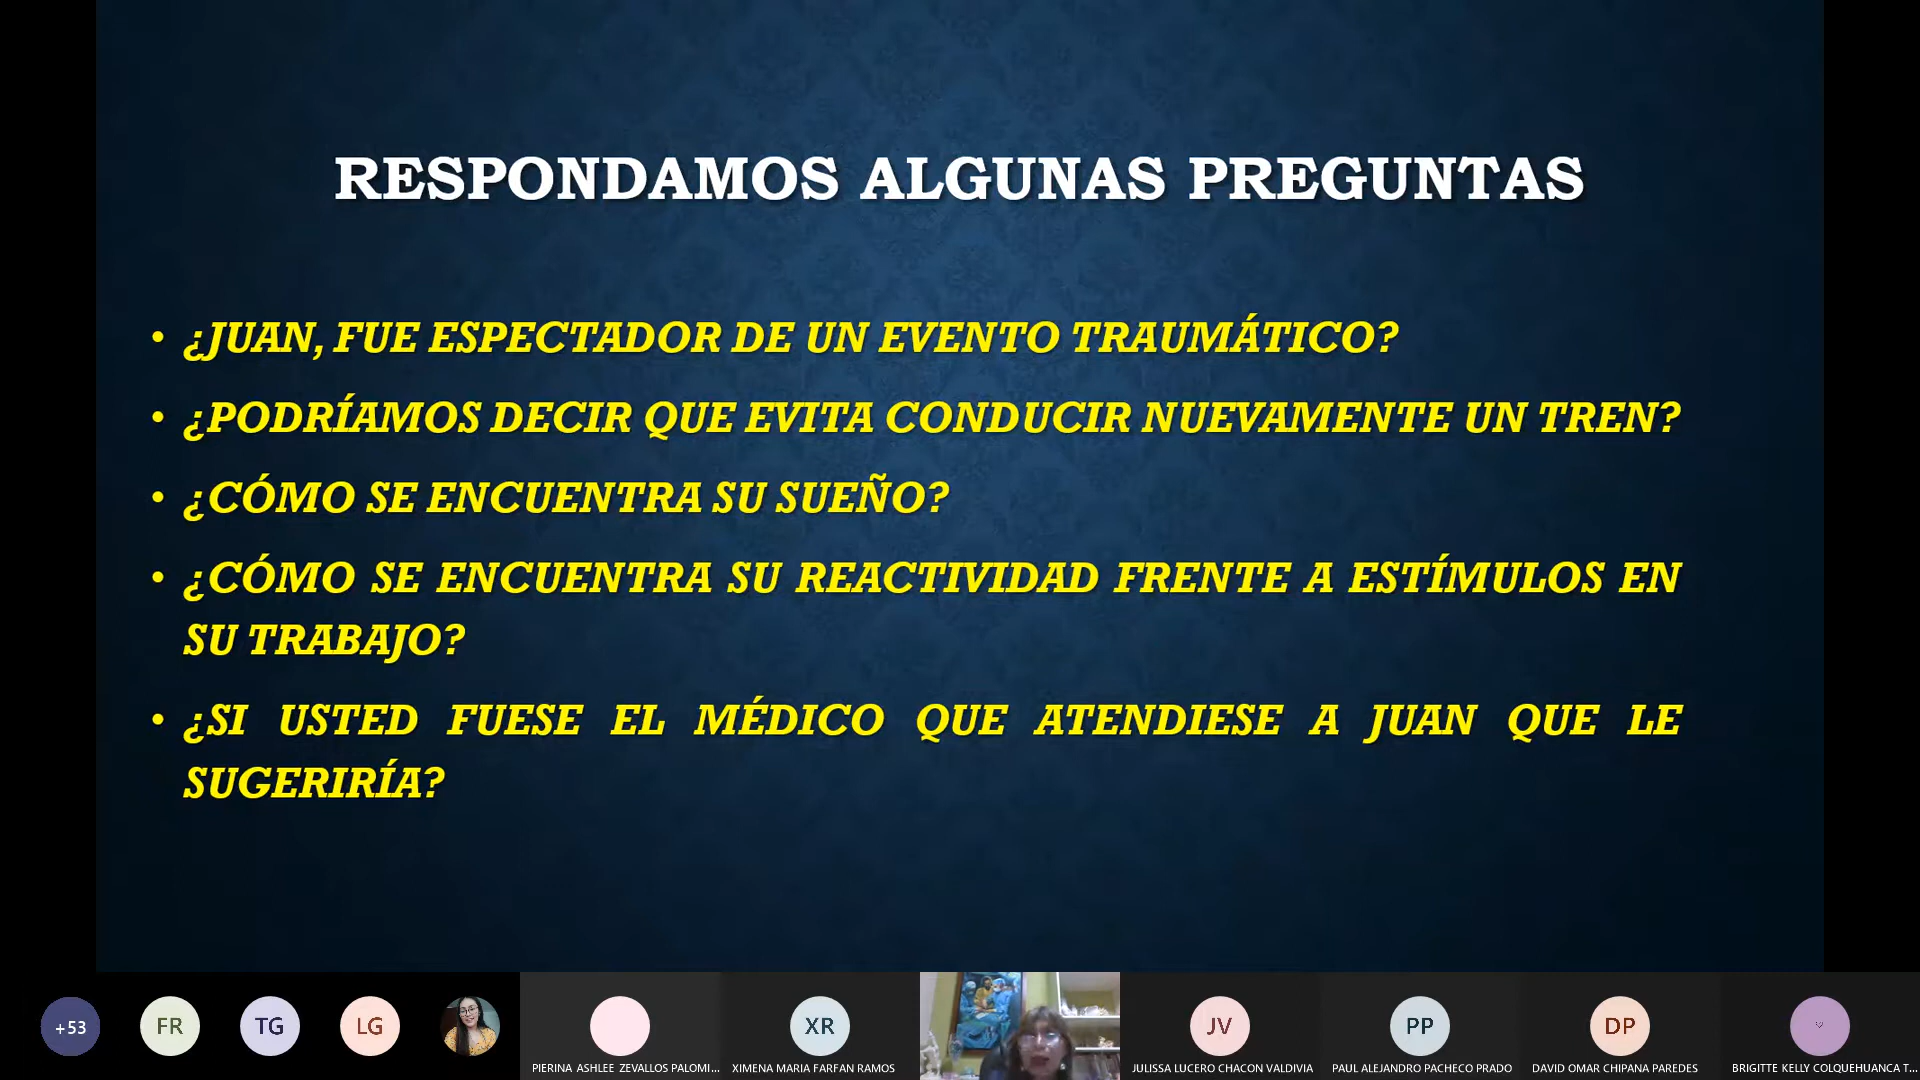 RESPONDAMOS ALGUNAS PREGUNTAS
• ¿JUAN, FUE ESPECTADOR DE UN EVENTO TRAUMÁTICO?
• ¿PODRÍAMOS DECIR QUE EVITA CONDUCIR NUEVAMENTE UN TREN?
• ¿CÓMO SE ENCUENTRA SU SUEÑO?
• ¿CÓMO SE ENCUENTRA SU REACTIVIDAD FRENTE A ESTÍMULOS EN
SU TRABAJO?
• ¿SI USTED FUESE EL MÉDICO QUE ATENDIESE A JUAN QUE LE
SUGERIRÍA?
+53 FR TG LG XR JV PP DP
PIERINA ASHLEE ZEVALLOS PALOMI... XIMENA MARIA FARFAN RAMOS JULISSA LUCERO CHACON VALDIVIA PAUL ALEJANDRO PACHECO PRADO DAVID OMAR CHIPANA PAREDES BRIGITTE KELLY COLQUEHUANCA T...